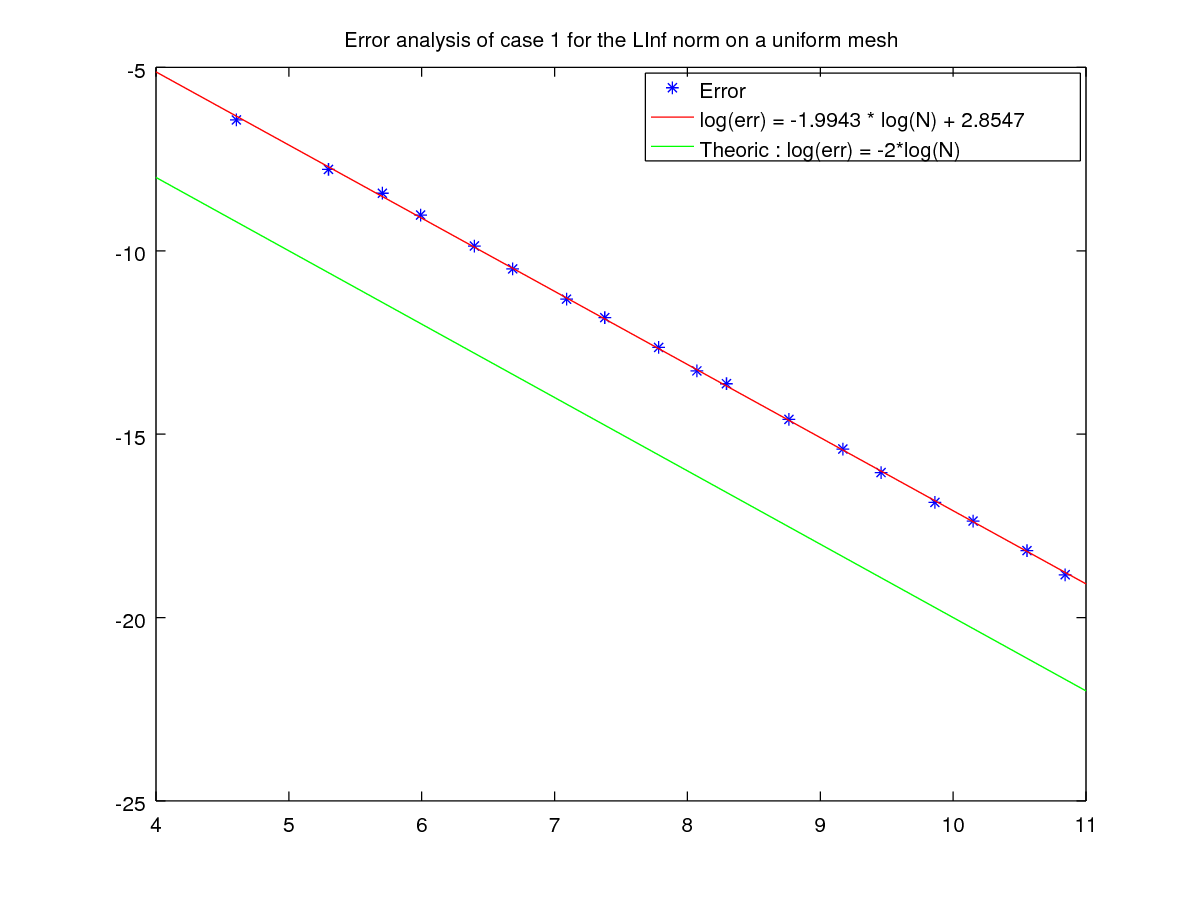 Error analysis of case 1 for the LInf norm on a uniform mesh
Error
log(err) = -1.9943 * log(N) + 2.8547
Theoric : log(err) = -2*log(N)
-5
-10
-15
-20
-25
4 5 6 7 8 9 10 11